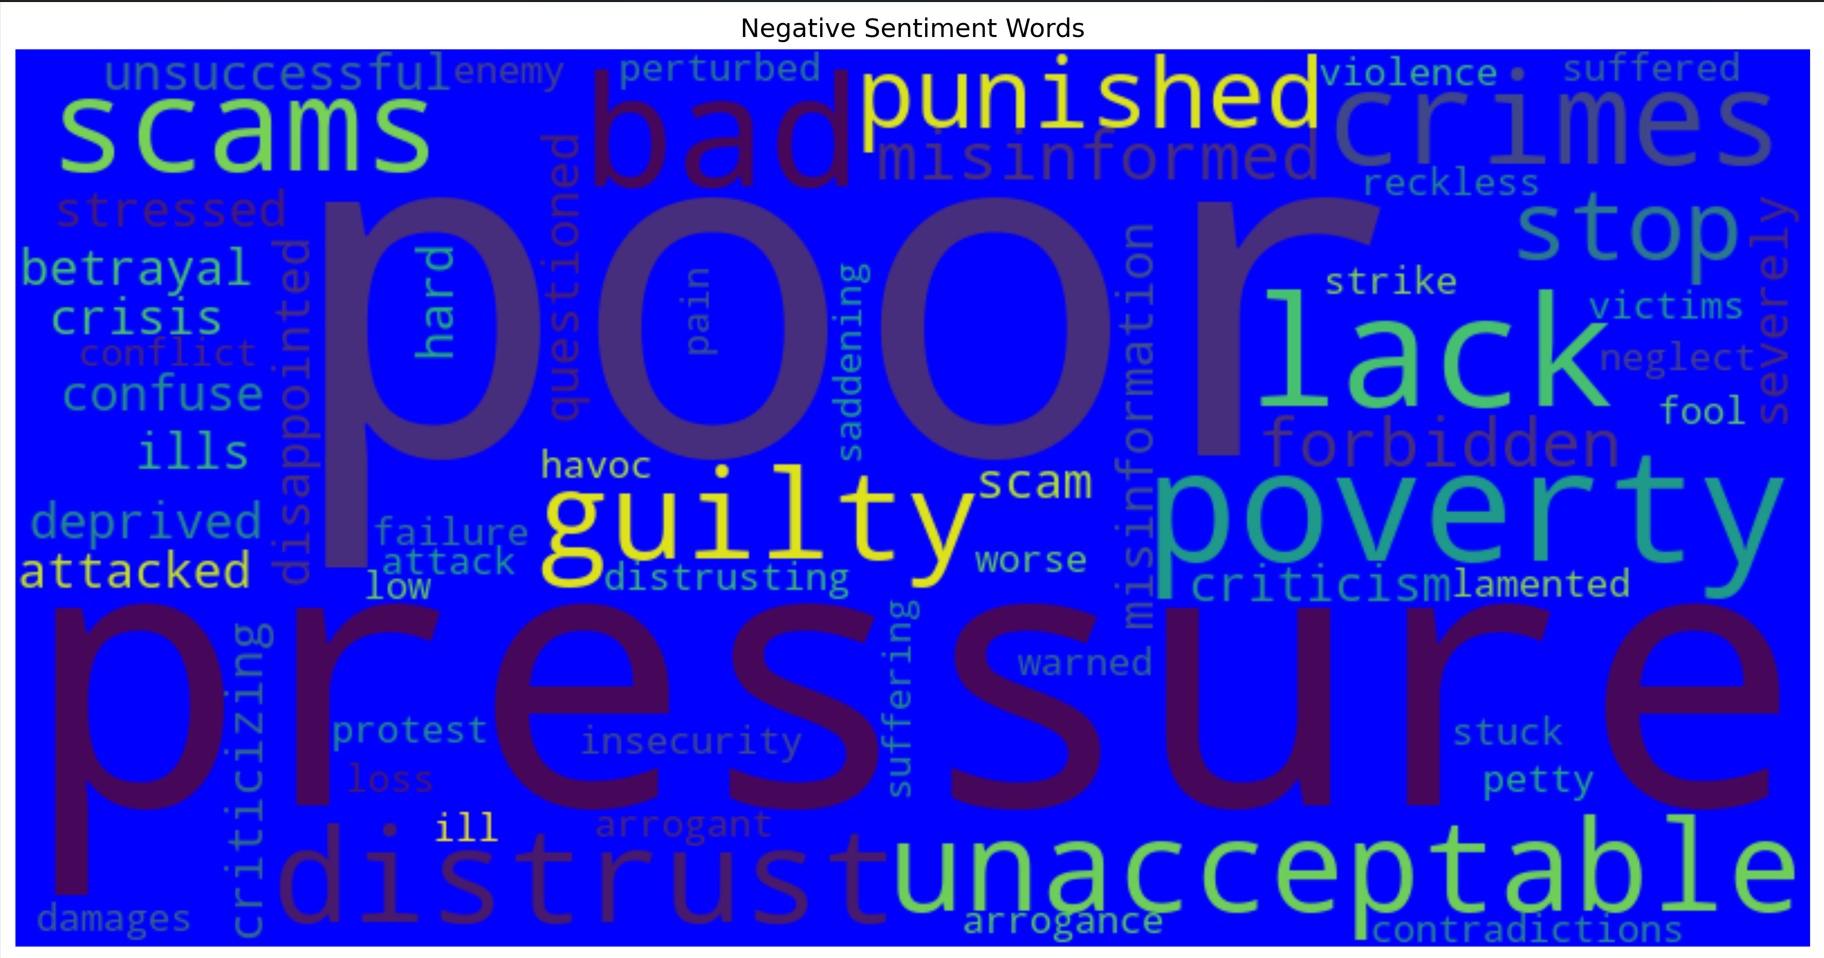 Negative Sentiment Words
unsuccessful
enemy
perturbed
punished
violence
suffered
scams
bad
misinformed
crimes
reckless
stressed
questioned
poor
stop
severely
betrayal
disappointed
hard
pain
saddening
misinformation
strike
lack
victims
crisis
conflict
neglect
confuse
fool
ills
forbidden
havoc
guilty
scam
poverty
deprived
failure
attacked
attack
low
distrusting
worse
criticism
lamented
pressure
criticizing
suffering
warned
protest
insecurity
stuck
loss
petty
ill
arrogant
distrust
unacceptable
damages
arrogance
contradictions